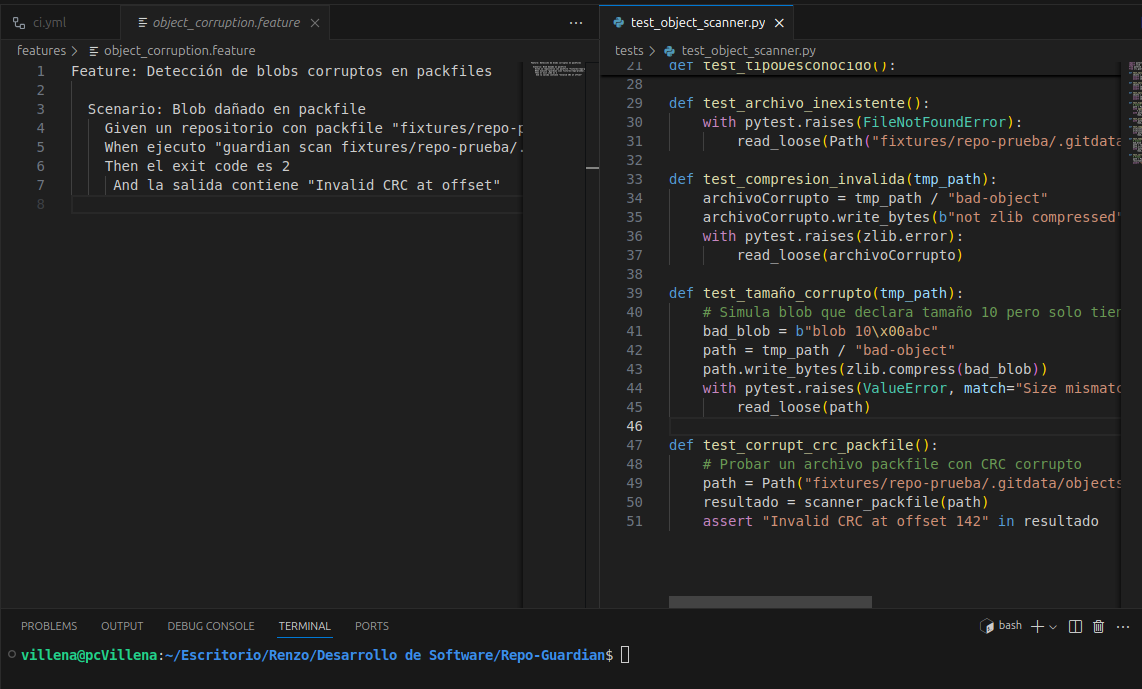 ci.yml
object_corruption.feature
test_object_scanner.py
features > object_corruption.feature
tests > test_object_scanner.py
1 Feature: Detección de blobs corruptos en packfiles
2
3 Scenario: Blob dañado en packfile
4 Given un repositorio con packfile "fixtures/repo-p
5 When ejecuto "guardian scan fixtures/repo-prueba/.
6 Then el exit code es 2
7 And la salida contiene "Invalid CRC at offset"
8
21 def test_TipoDesconocido():
28
29 def test_archivo_inexistente():
30 with pytest.raises(FileNotFoundError):
31 read_loose(Path("fixtures/repo-prueba/.gitdata
32
33 def test_compresion_invalida(tmp_path):
34 archivoCorrupto = tmp_path / "bad-object"
35 archivoCorrupto.write_bytes(b"not zlib compressed"
36 with pytest.raises(zlib.error):
37 read_loose(archivoCorrupto)
38
39 def test_tamaño_corrupto(tmp_path):
40 # Simula blob que declara tamaño 10 pero solo tien
41 bad_blob = b"blob 10\x00abc"
42 path = tmp_path / "bad-object"
43 path.write_bytes(zlib.compress(bad_blob))
44 with pytest.raises(ValueError, match="Size mismatc
45 read_loose(path)
46
47 def test_corrupt_crc_packfile():
48 # Probar un archivo packfile con CRC corrupto
49 path = Path("fixtures/repo-prueba/.gitdata/objects
50 resultado = scanner_packfile(path)
51 assert "Invalid CRC at offset 142" in resultado
PROBLEMS OUTPUT DEBUG CONSOLE TERMINAL PORTS
bash
villena@pcVillena:~/Escritorio/Renzo/Desarrollo de Software/Repo-Guardian$